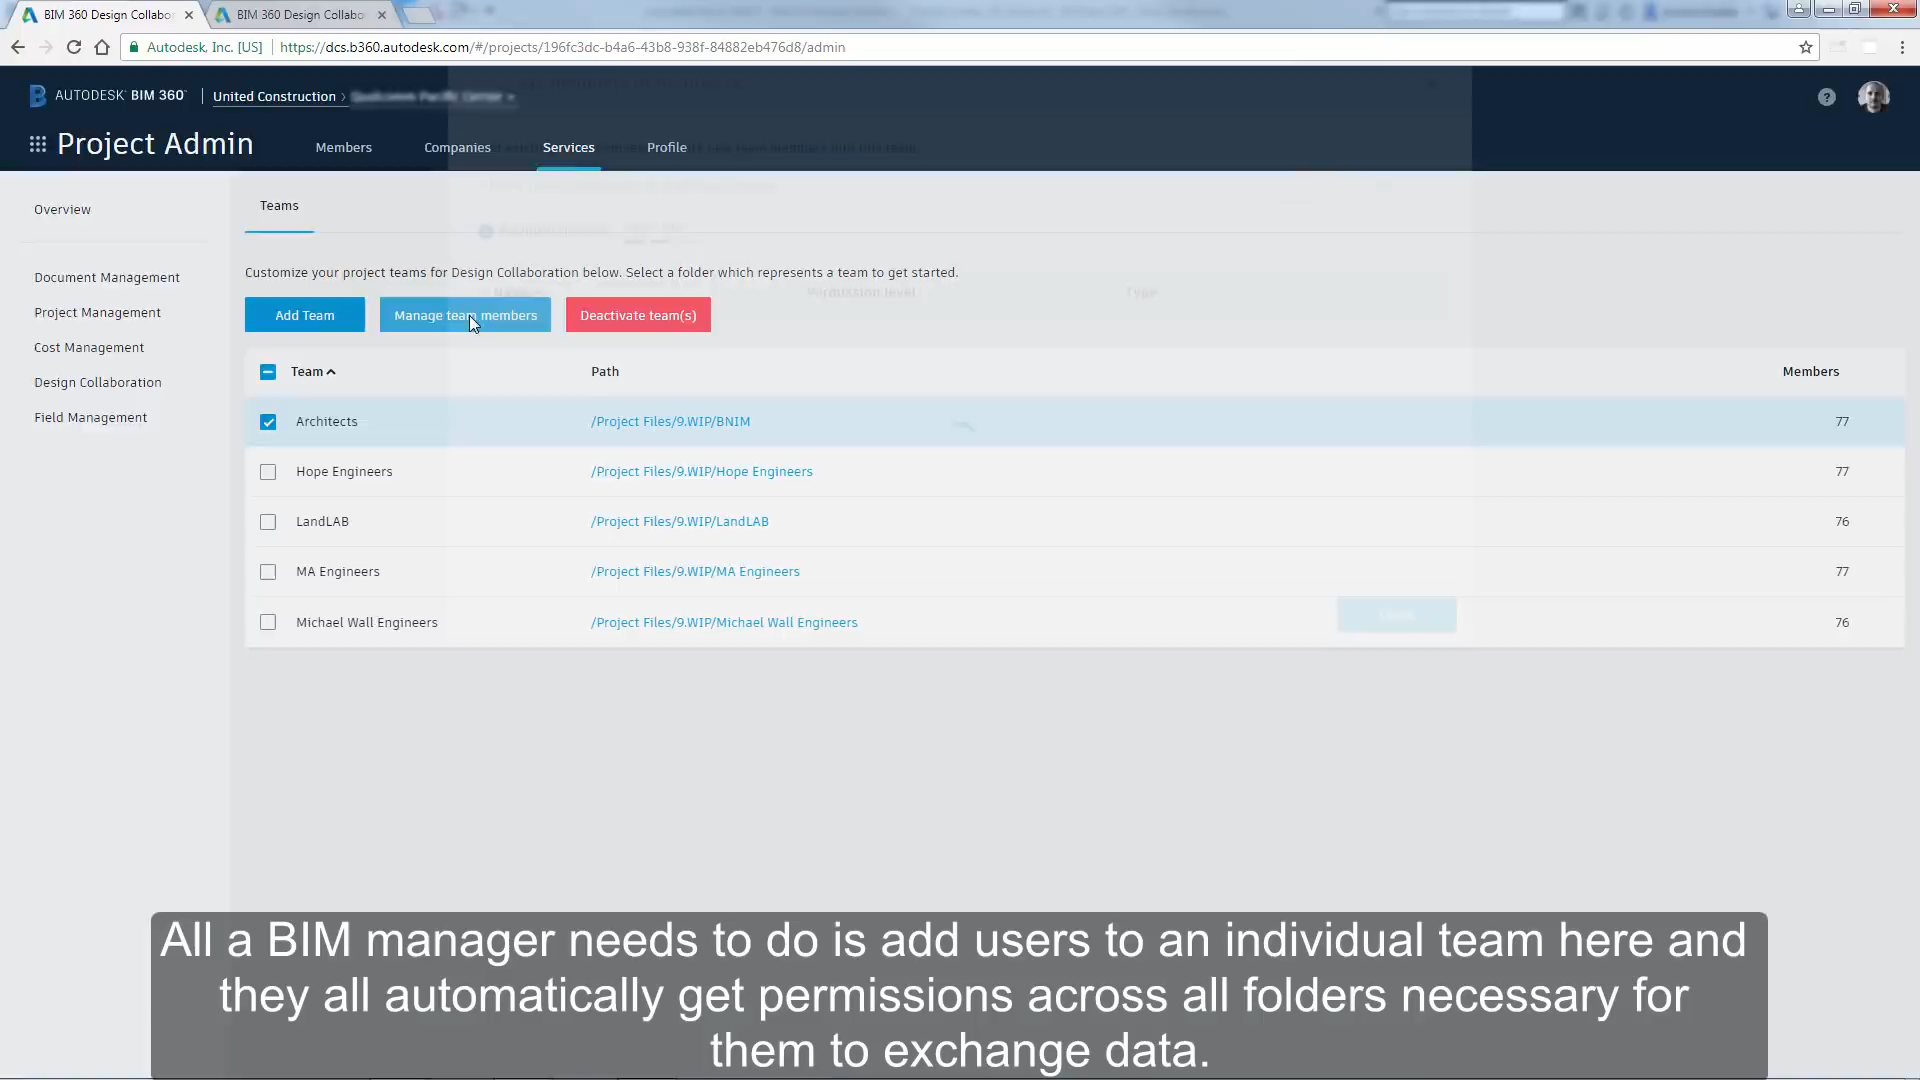 BIM 360 Design Collabo
BIM 360 Design Collabo
Autodesk, Inc. [US]
https://dcs.b360.autodesk.com/#/projects/196fc3dc-b4a6-43b8-938f-84882eb476d8/admin
AUTODESK® BIM 360™
United Construction >
Qualcomm Pacific Center
?
Project Admin
Members
Companies
Services
Profile
Overview
Teams
Document Management
Project Management
Cost Management
Design Collaboration
Field Management
Customize your project teams for Design Collaboration below. Select a folder which represents a team to get started.
Permission level
Type
Add Team
Manage team members
Deactivate team(s)
Team Path Members
Architects /Project Files/9.WIP/BNIM 77
Hope Engineers /Project Files/9.WIP/Hope Engineers 77
LandLAB /Project Files/9.WIP/LandLAB 76
MA Engineers /Project Files/9.WIP/MA Engineers 77
Michael Wall Engineers /Project Files/9.WIP/Michael Wall Engineers 76
All a BIM manager needs to do is add users to an individual team here and
they all automatically get permissions across all folders necessary for
them to exchange data.